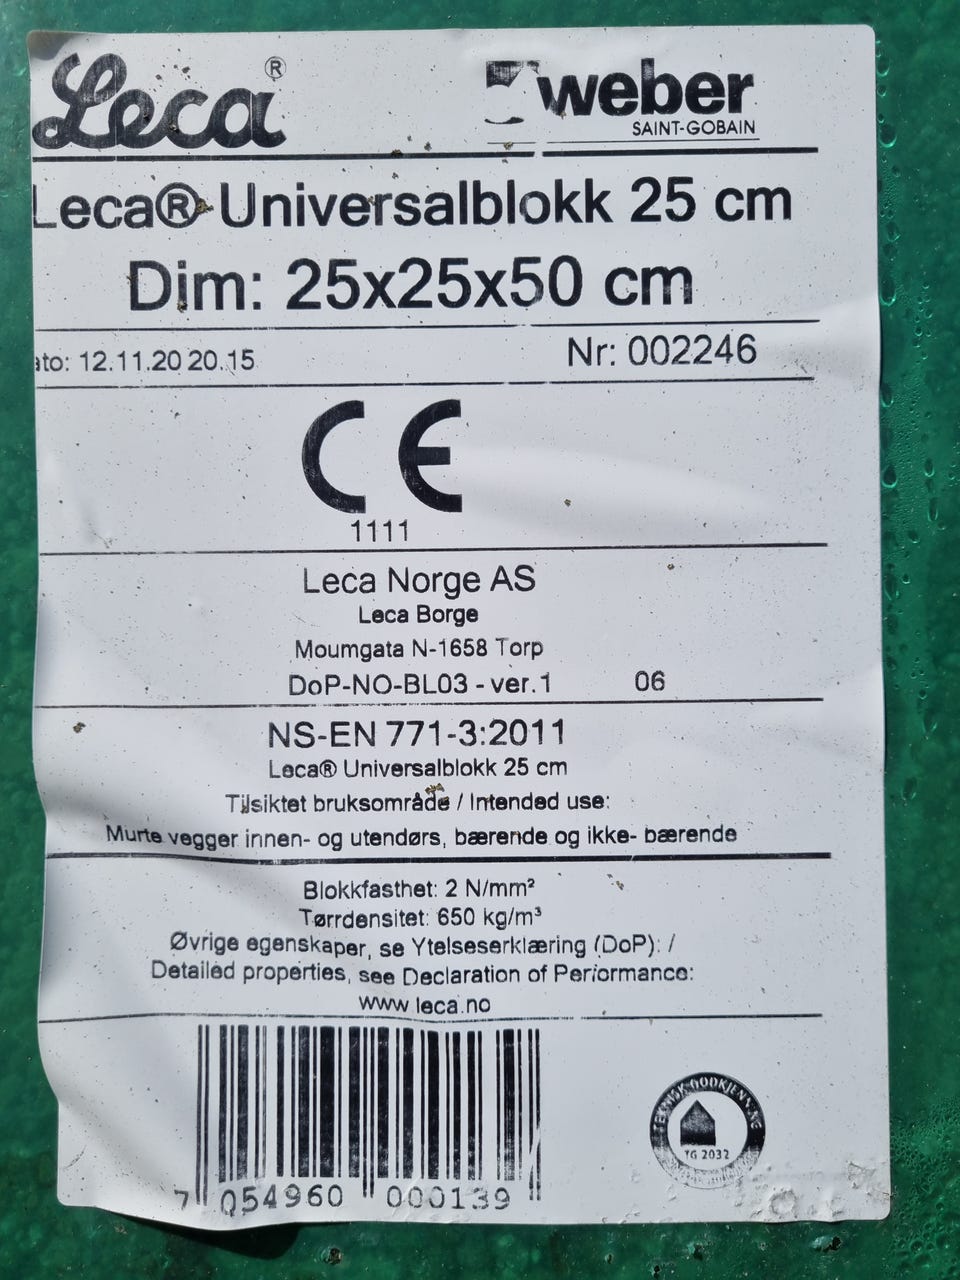 Leca®
weber
SAINT-GOBAIN
Leca® Universalblokk 25 cm
Dim: 25x25x50 cm
ato: 12.11.20 20.15
Nr: 002246
CE
1111
Leca Norge AS
Leca Borge
Moumgata N-1658 Torp
DoP-NO-BL03 - ver.1 06
NS-EN 771-3:2011
Leca® Universalblokk 25 cm
Tilsiktet bruksområde / Intended use:
Murte vegger innen- og utendørs, bærende og ikke- bærende
Blokkfasthet: 2 N/mm²
Tørrdensitet: 650 kg/m³
Øvrige egenskaper, se Ytelseserklæring (DoP): /
Detailed properties, see Declaration of Performance:
www.leca.no
7 054960 000139
TEKNISK GODKJENNING
TG 2032